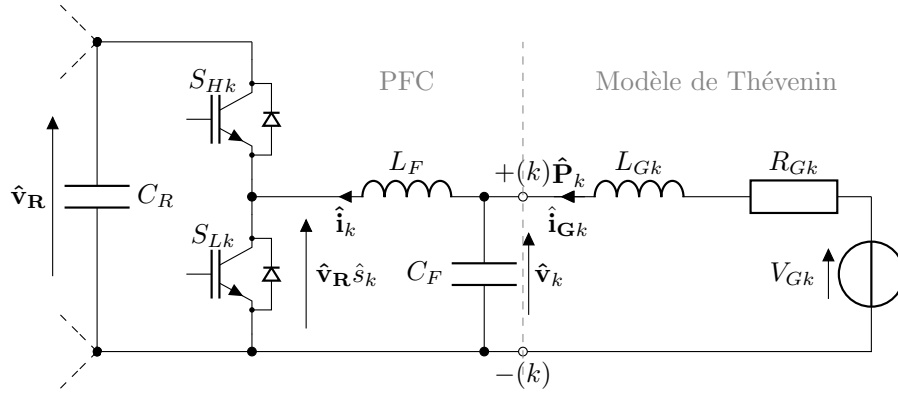 PFC
Modèle de Thévenin
S_{Hk}
L_F
+(k)
P̂_k
L_{Gk}
R_{Gk}
v̂_R
C_R
î_k
î_{Gk}
S_{Lk}
v̂_R ŝ_k
C_F
v̂_k
V_{Gk}
−(k)